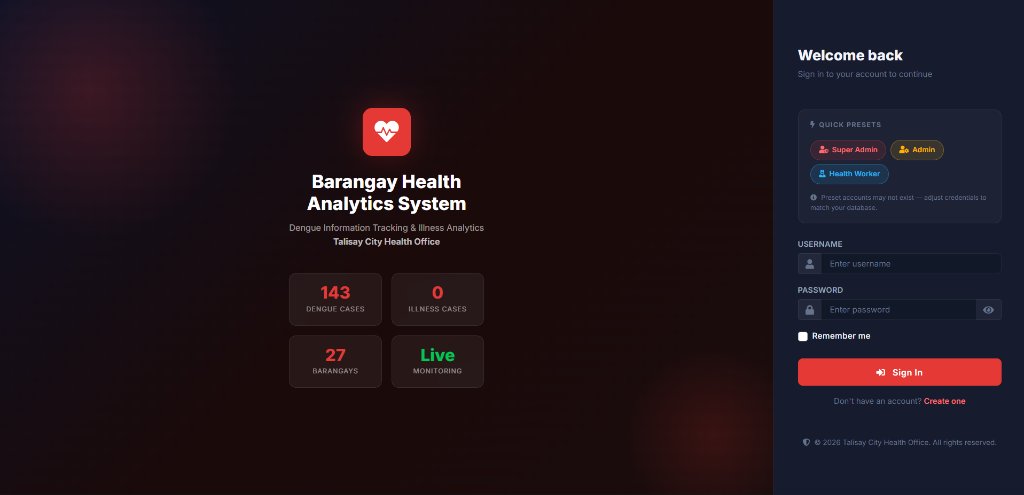 Barangay Health
Analytics System
Dengue Information Tracking & Illness Analytics
Talisay City Health Office
143
DENGUE CASES
0
ILLNESS CASES
27
BARANGAYS
Live
MONITORING
Welcome back
Sign in to your account to continue
QUICK PRESETS
Super Admin
Admin
Health Worker
Preset accounts may not exist — adjust credentials to
match your database.
USERNAME
Enter username
PASSWORD
Enter password
Remember me
Sign In
Don't have an account? Create one
© 2026 Talisay City Health Office. All rights reserved.